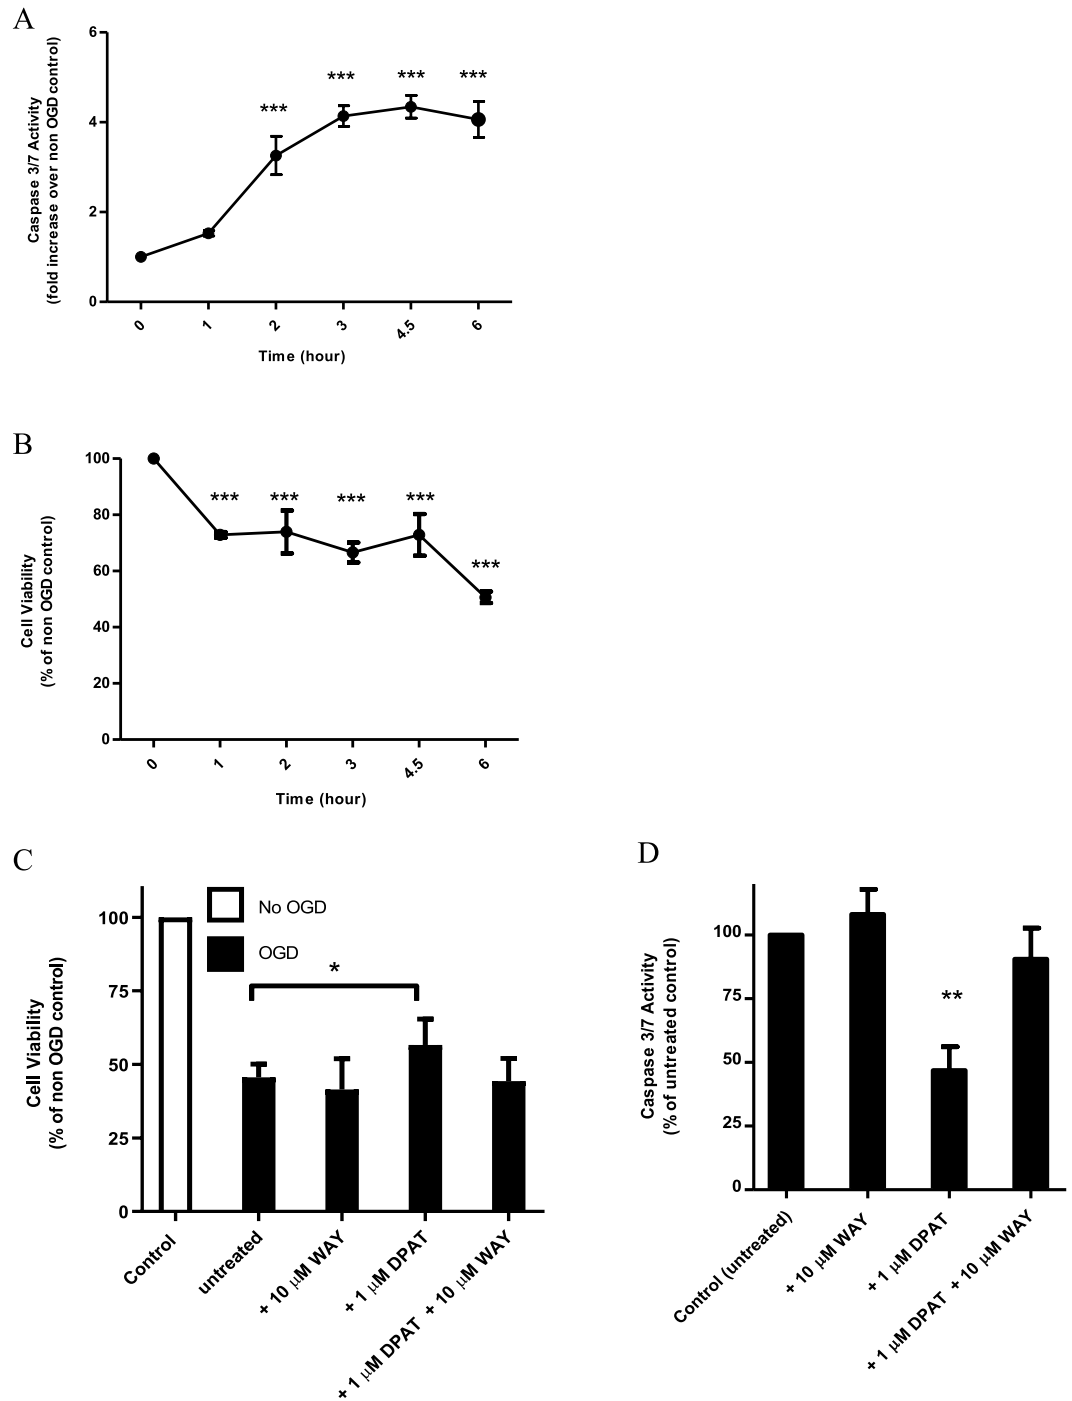 A
Caspase 3/7 Activity
(fold increase over non OGD control)
6
4
2
0
***
***
***
***
0
1
2
3
4.5
6
Time (hour)
B
Cell Viability
(% of non OGD control)
100
80
60
40
20
0
***
***
***
***
***
0
1
2
3
4.5
6
Time (hour)
C
Cell Viability
(% of non OGD control)
100
75
50
25
0
No OGD
OGD
*
Control
untreated
+ 10 μM WAY
+ 1 μM DPAT
+ 1 μM DPAT + 10 μM WAY
D
Caspase 3/7 Activity
(% of untreated control)
100
75
50
25
0
**
Control (untreated)
+ 10 μM WAY
+ 1 μM DPAT
+ 1 μM DPAT + 10 μM WAY